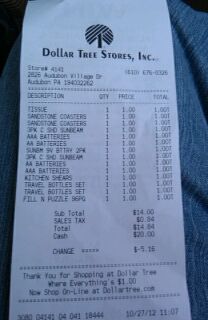 DOLLAR TREE STORES, INC.
Store# 4141 (610) 676-0326
2626 Audubon Village Dr
Audubon PA 194032262
DESCRIPTION QTY PRICE TOTAL
TISSUE 1 1.00 1.00T
SANDSTONE COASTERS 1 1.00 1.00T
SANDSTONE COASTERS 1 1.00 1.00T
3PK C SHD SUNBEAM 1 1.00 1.00T
AAA BATTERIES 1 1.00 1.00T
AA BATTERIES 1 1.00 1.00T
SUNBM 9V BTTRY 2PK 1 1.00 1.00T
3PK C SHD SUNBEAM 1 1.00 1.00T
AA BATTERIES 1 1.00 1.00T
AAA BATTERIES 1 1.00 1.00T
KITCHEN SHEARS 1 1.00 1.00T
TRAVEL BOTTLES SET 1 1.00 1.00T
TRAVEL BOTTLES SET 1 1.00 1.00T
FILL N PUZZLE 96PG 1 1.00 1.00T
Sub Total $14.00
SALES TAX $0.84
Total $14.84
Cash $20.00
CHANGE ===== $-5.16
Thank You for Shopping at Dollar Tree
Where Everything's $1.00
Now Shop On-Line at Dollartree.com
3080 04141 04 041 18444 10/27/12 11:07